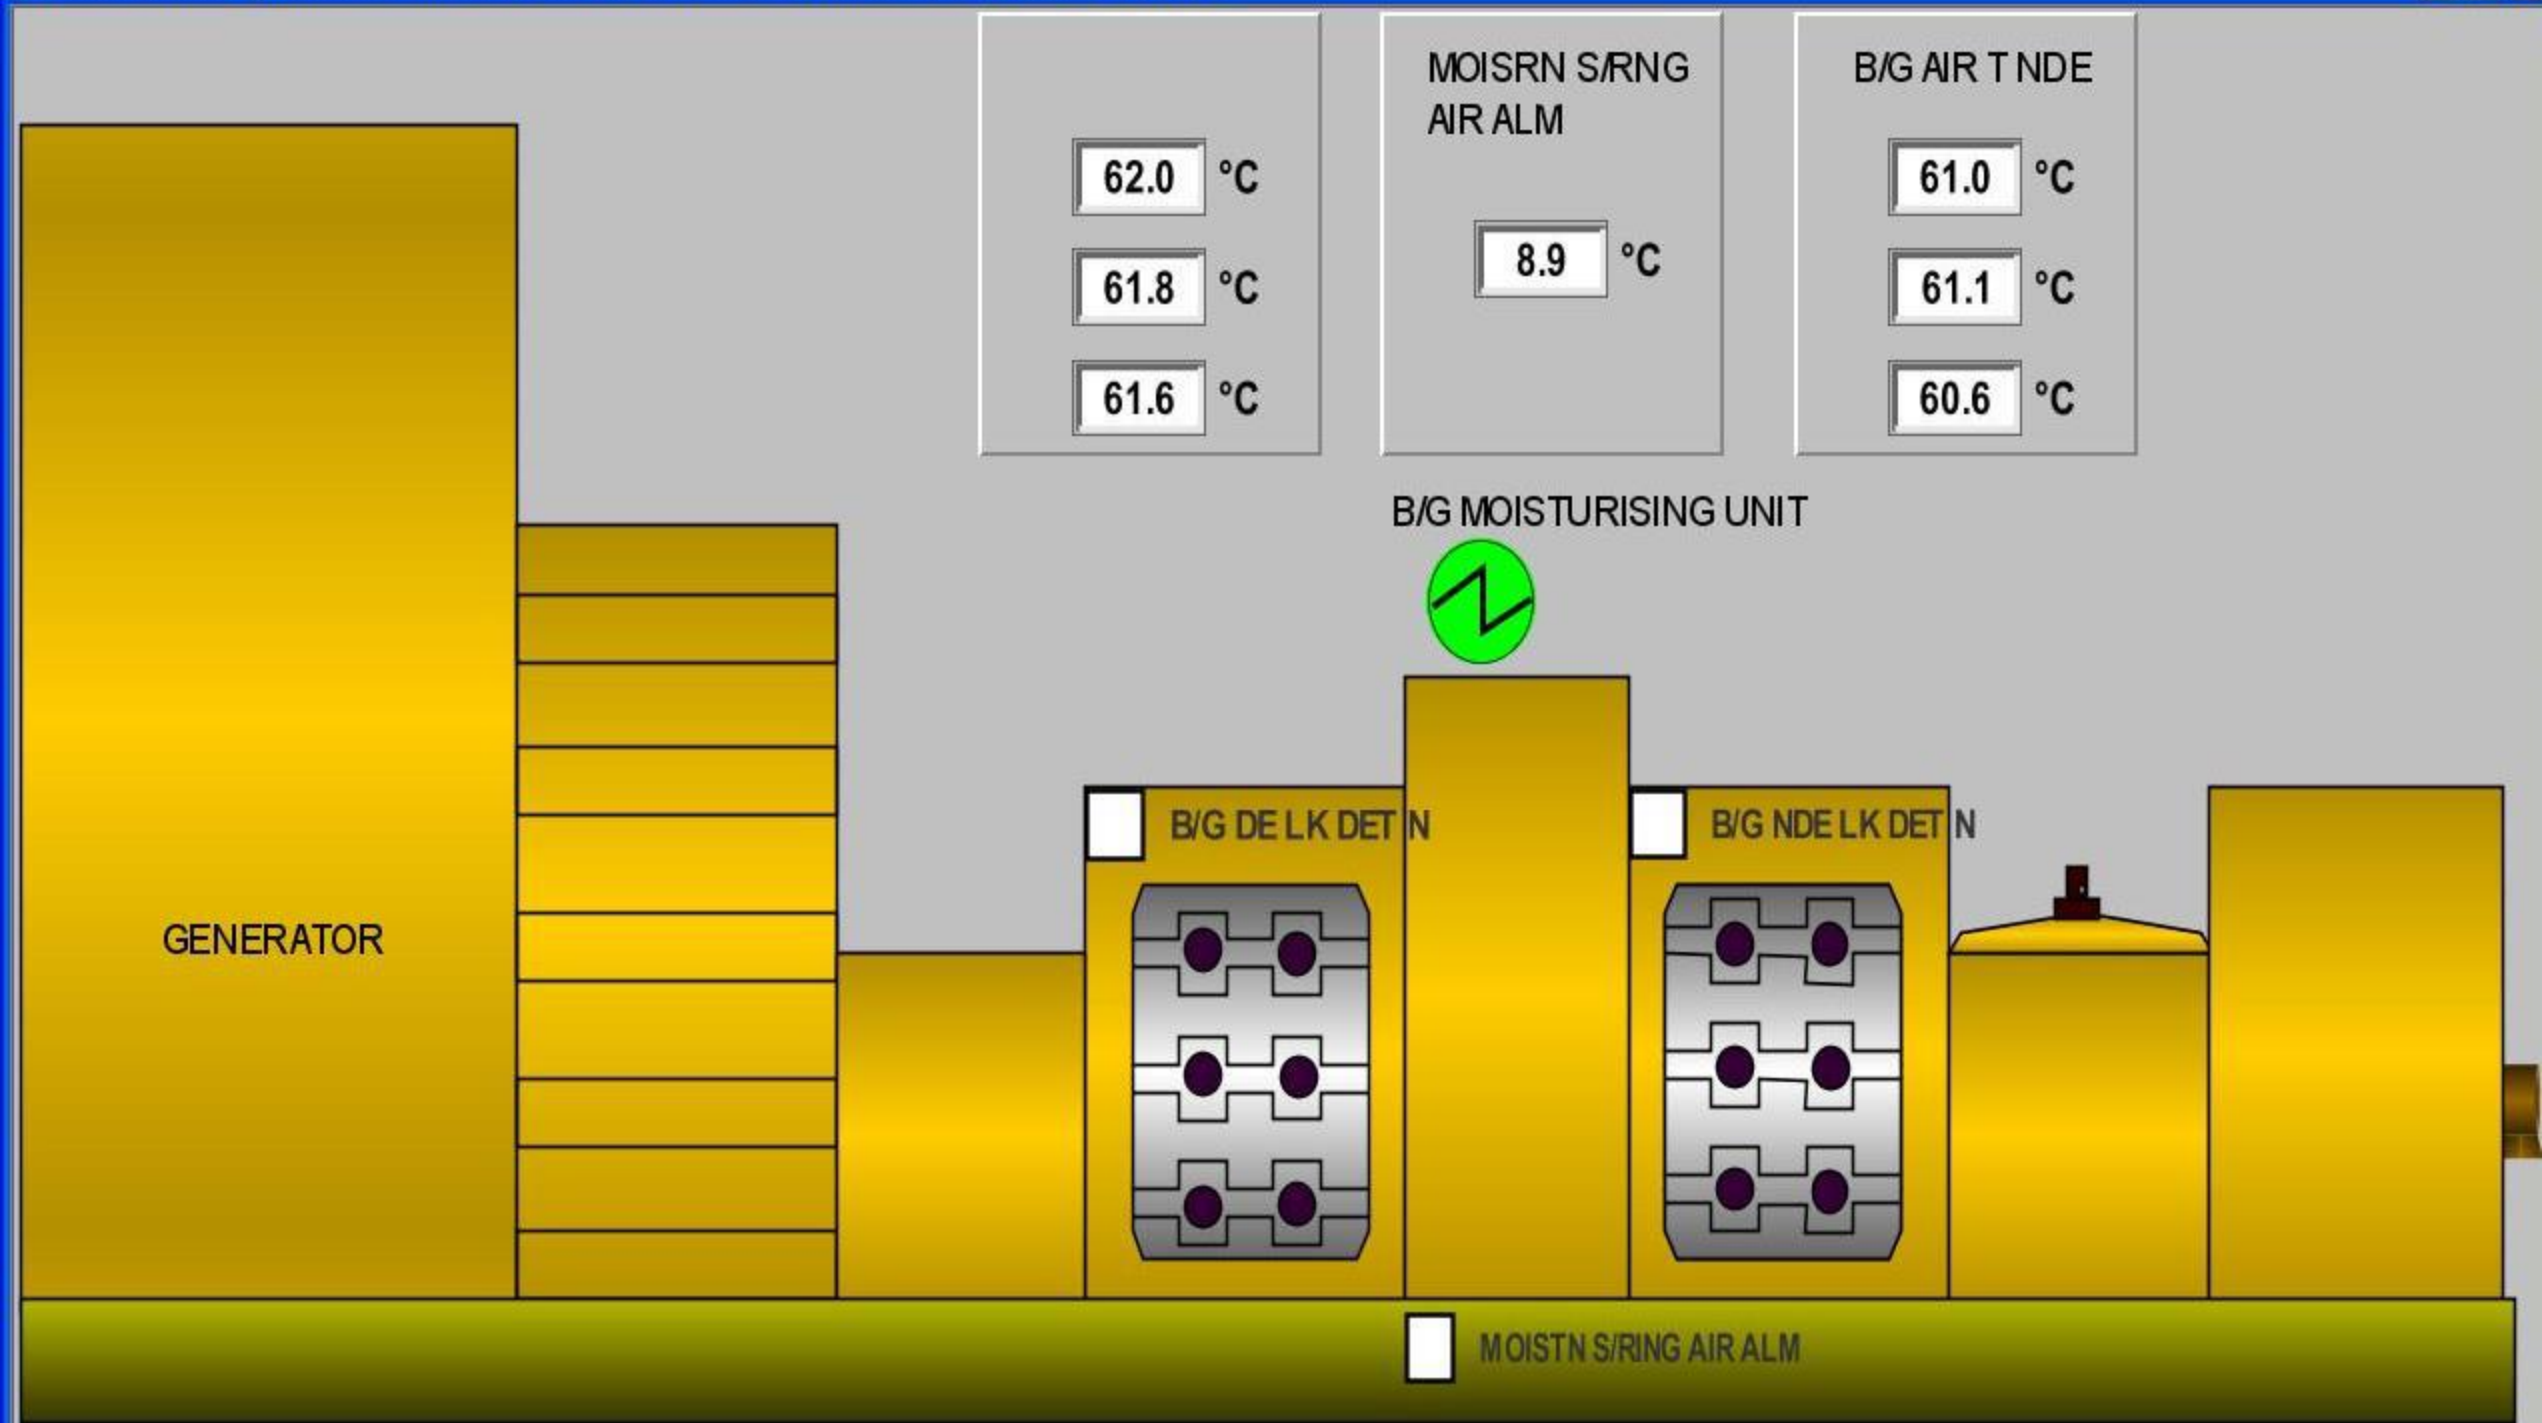 MOISRN S/RNG
AIR ALM
B/G AIR T NDE
62.0 °C
61.8 °C
61.6 °C
8.9 °C
61.0 °C
61.1 °C
60.6 °C
B/G MOISTURISING UNIT
B/G DE LK DET N
B/G NDE LK DET N
GENERATOR
MOISTN S/RING AIR ALM